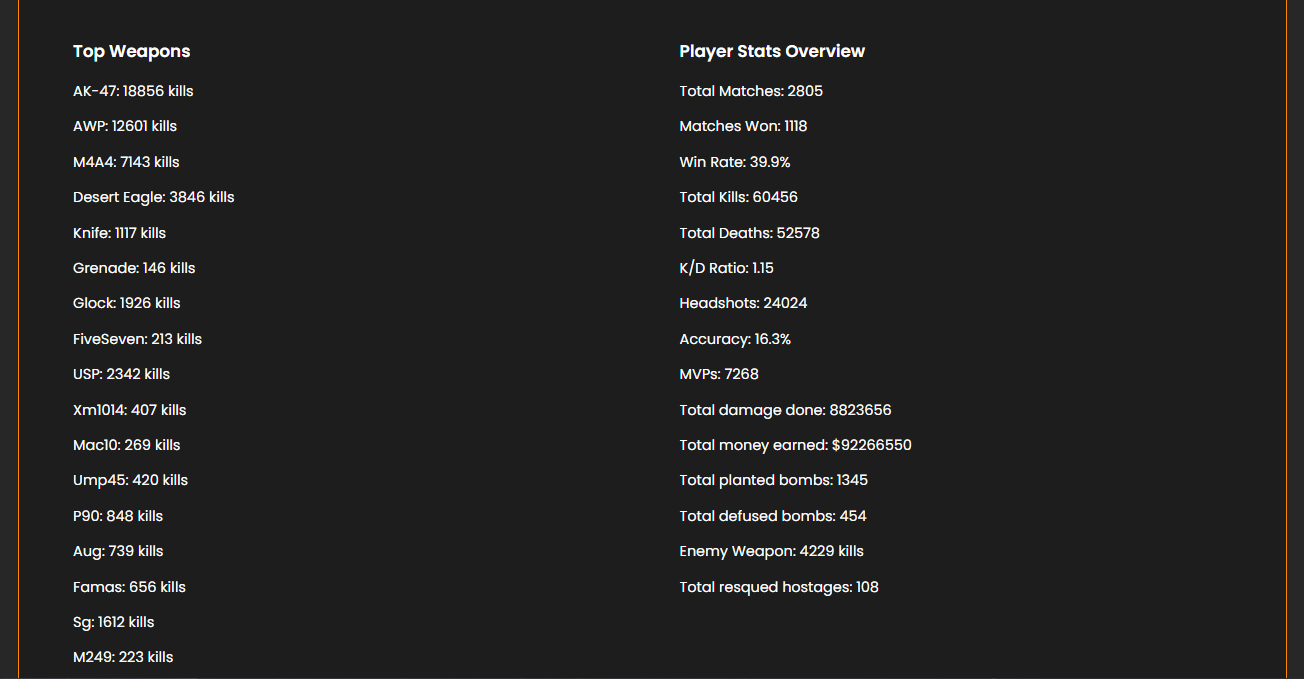 Top Weapons
AK-47: 18856 kills
AWP: 12601 kills
M4A4: 7143 kills
Desert Eagle: 3846 kills
Knife: 1117 kills
Grenade: 146 kills
Glock: 1926 kills
FiveSeven: 213 kills
USP: 2342 kills
Xm1014: 407 kills
Mac10: 269 kills
Ump45: 420 kills
P90: 848 kills
Aug: 739 kills
Famas: 656 kills
Sg: 1612 kills
M249: 223 kills
Player Stats Overview
Total Matches: 2805
Matches Won: 1118
Win Rate: 39.9%
Total Kills: 60456
Total Deaths: 52578
K/D Ratio: 1.15
Headshots: 24024
Accuracy: 16.3%
MVPs: 7268
Total damage done: 8823656
Total money earned: $92266550
Total planted bombs: 1345
Total defused bombs: 454
Enemy Weapon: 4229 kills
Total resqued hostages: 108